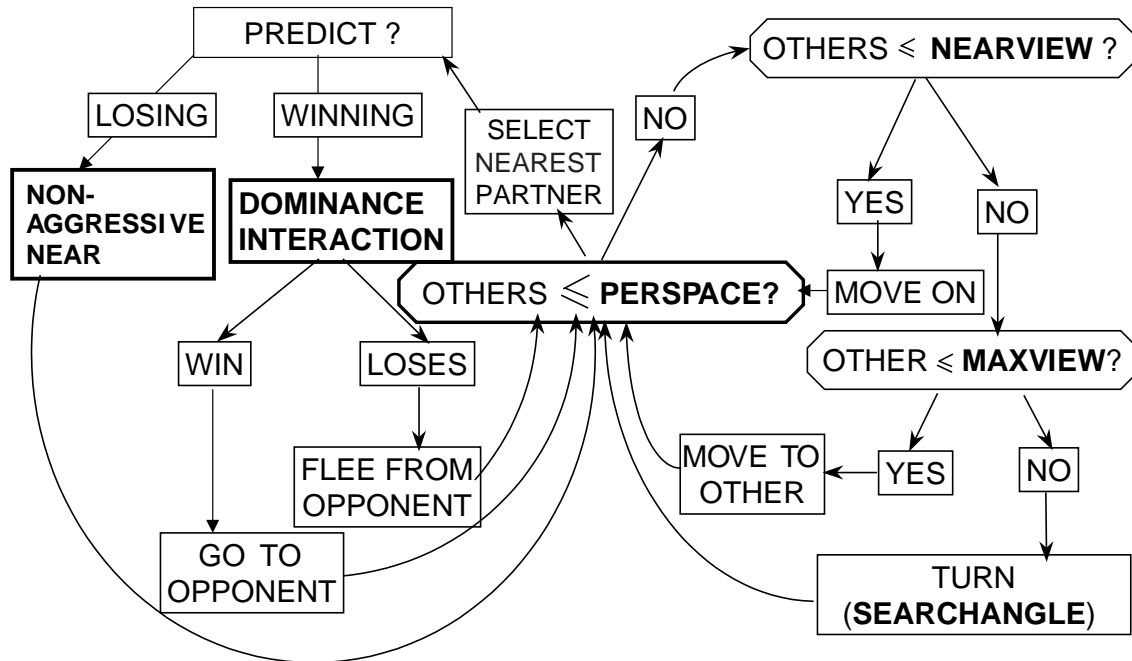 PREDICT ?
OTHERS ⩽ NEARVIEW ?
LOSING
WINNING
SELECT
NEAREST
PARTNER
NO
NON-
AGGRESSIVE
NEAR
DOMINANCE
INTERACTION
YES
NO
OTHERS ⩽ PERSPACE?
MOVE ON
WIN
LOSES
OTHER ⩽ MAXVIEW?
FLEE FROM
OPPONENT
MOVE TO
OTHER
YES
NO
GO TO
OPPONENT
TURN
(SEARCHANGLE)